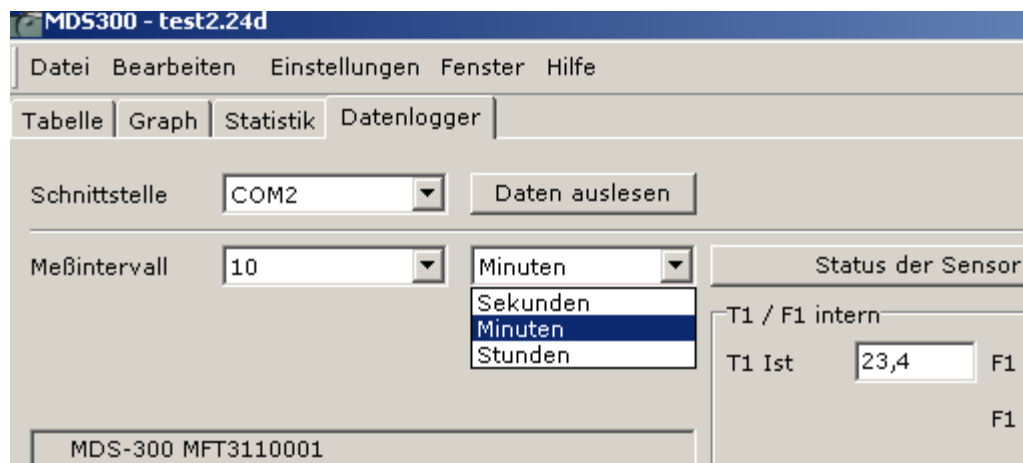 MDS300 - test2.24d
Datei Bearbeiten Einstellungen Fenster Hilfe
Tabelle Graph Statistik Datenlogger
Schnittstelle COM2 Daten auslesen
Meßintervall 10 Minuten Status der Sensor
Sekunden
Minuten
Stunden
T1 / F1 intern
T1 Ist 23,4 F1
F1
MDS-300 MFT3110001